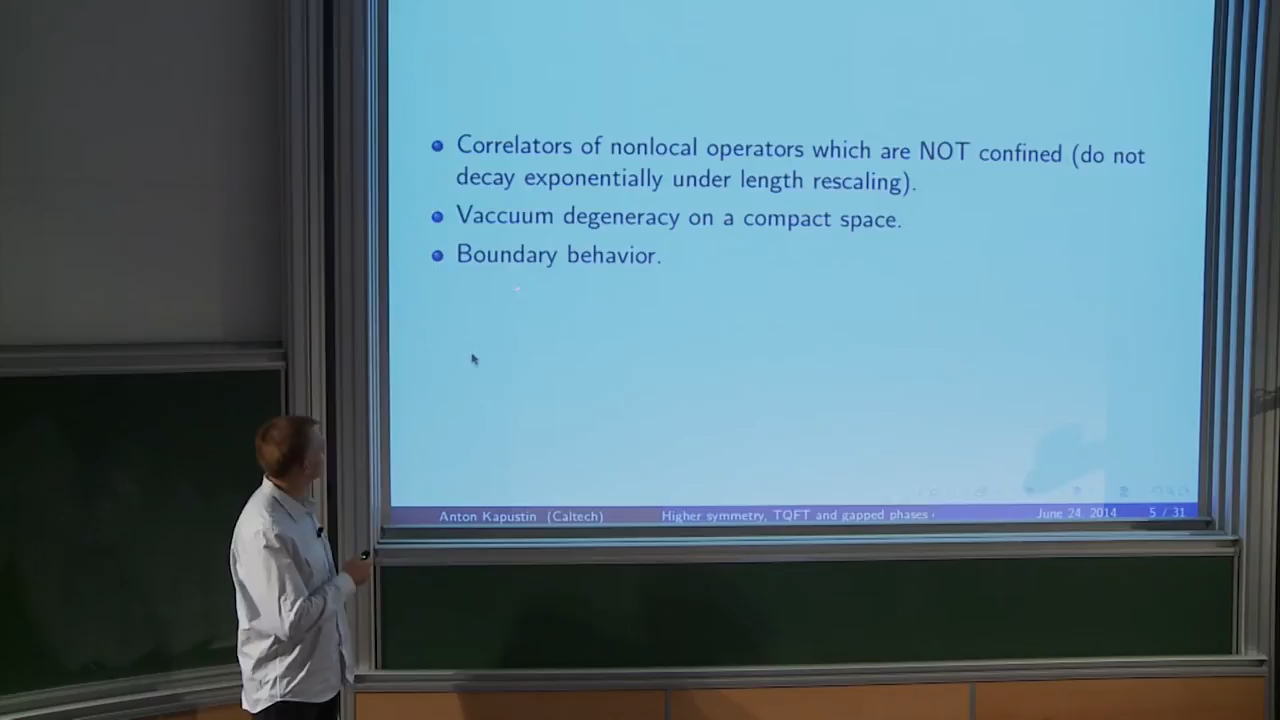 Correlators of nonlocal operators which are NOT confined (do not
decay exponentially under length rescaling).
Vaccuum degeneracy on a compact space.
Boundary behavior.
Anton Kapustin (Caltech) Higher symmetry, TQFT and gapped phases June 24 2014 5 / 31